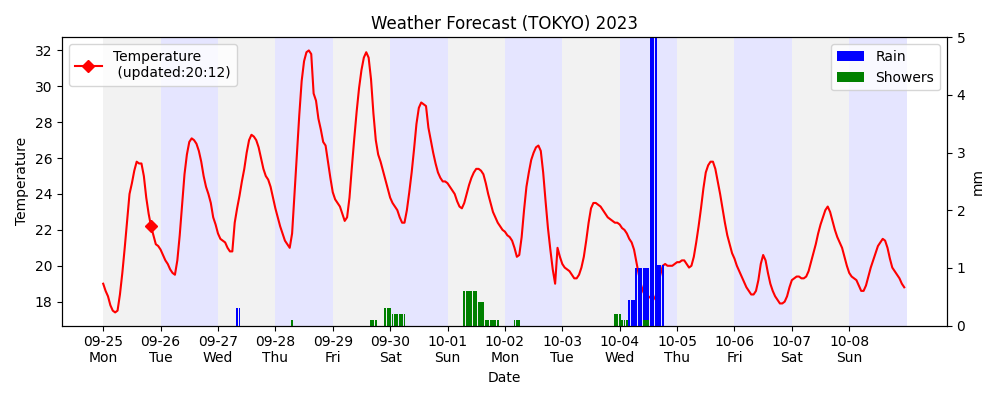 Weather Forecast (TOKYO) 2023
Temperature
(updated:20:12)
Rain
Showers
Temperature
32
30
28
26
24
22
20
18
5
4
3
2
1
0
mm
09-25 09-26 09-27 09-28 09-29 09-30 10-01 10-02 10-03 10-04 10-05 10-06 10-07 10-08
Mon Tue Wed Thu Fri Sat Sun Mon Tue Wed Thu Fri Sat Sun
Date